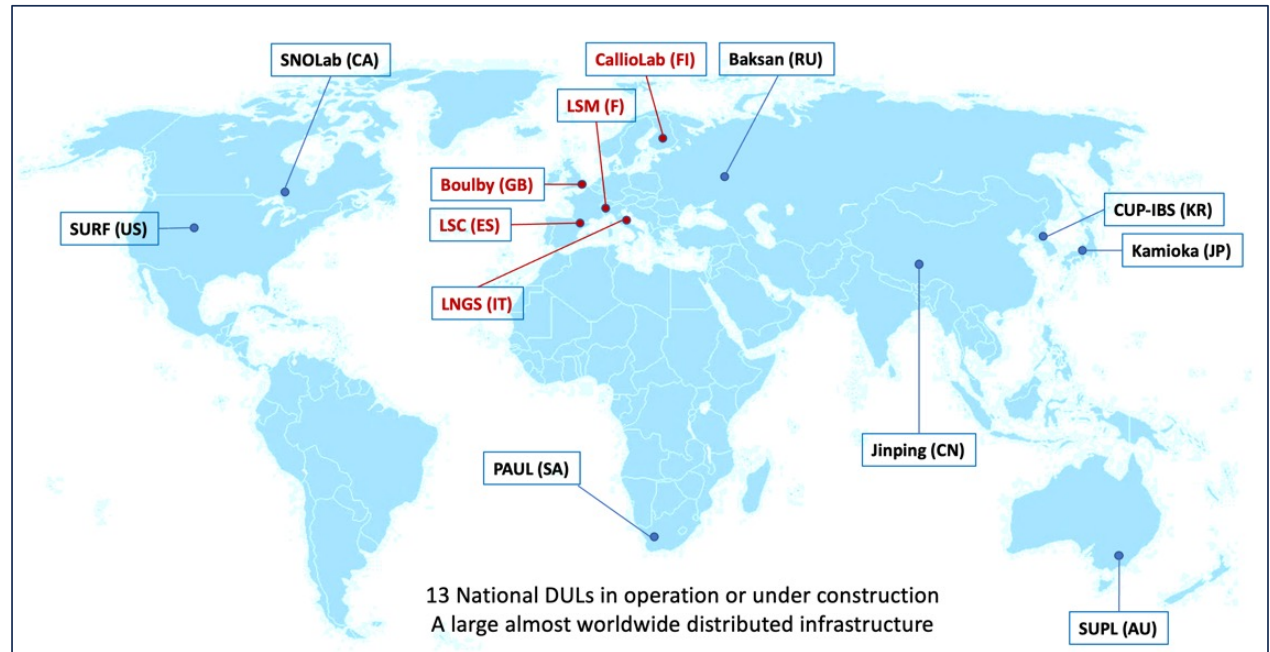 SNOLab (CA)
CallioLab (FI)
Baksan (RU)
LSM (F)
Boulby (GB)
CUP-IBS (KR)
SURF (US)
LSC (ES)
Kamioka (JP)
LNGS (IT)
Jinping (CN)
PAUL (SA)
13 National DULs in operation or under construction
A large almost worldwide distributed infrastructure
SUPL (AU)